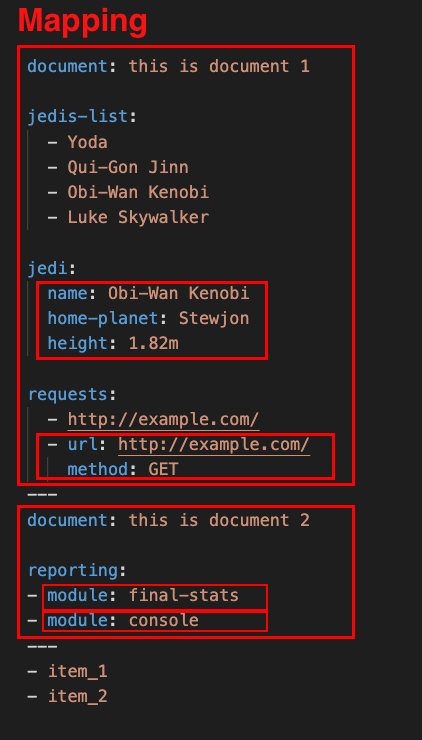 Mapping
document: this is document 1
jedis-list:
- Yoda
- Qui-Gon Jinn
- Obi-Wan Kenobi
- Luke Skywalker
jedi:
name: Obi-Wan Kenobi
home-planet: Stewjon
height: 1.82m
requests:
- http://example.com/
- url: http://example.com/
method: GET
---
document: this is document 2
reporting:
- module: final-stats
- module: console
---
- item_1
- item_2